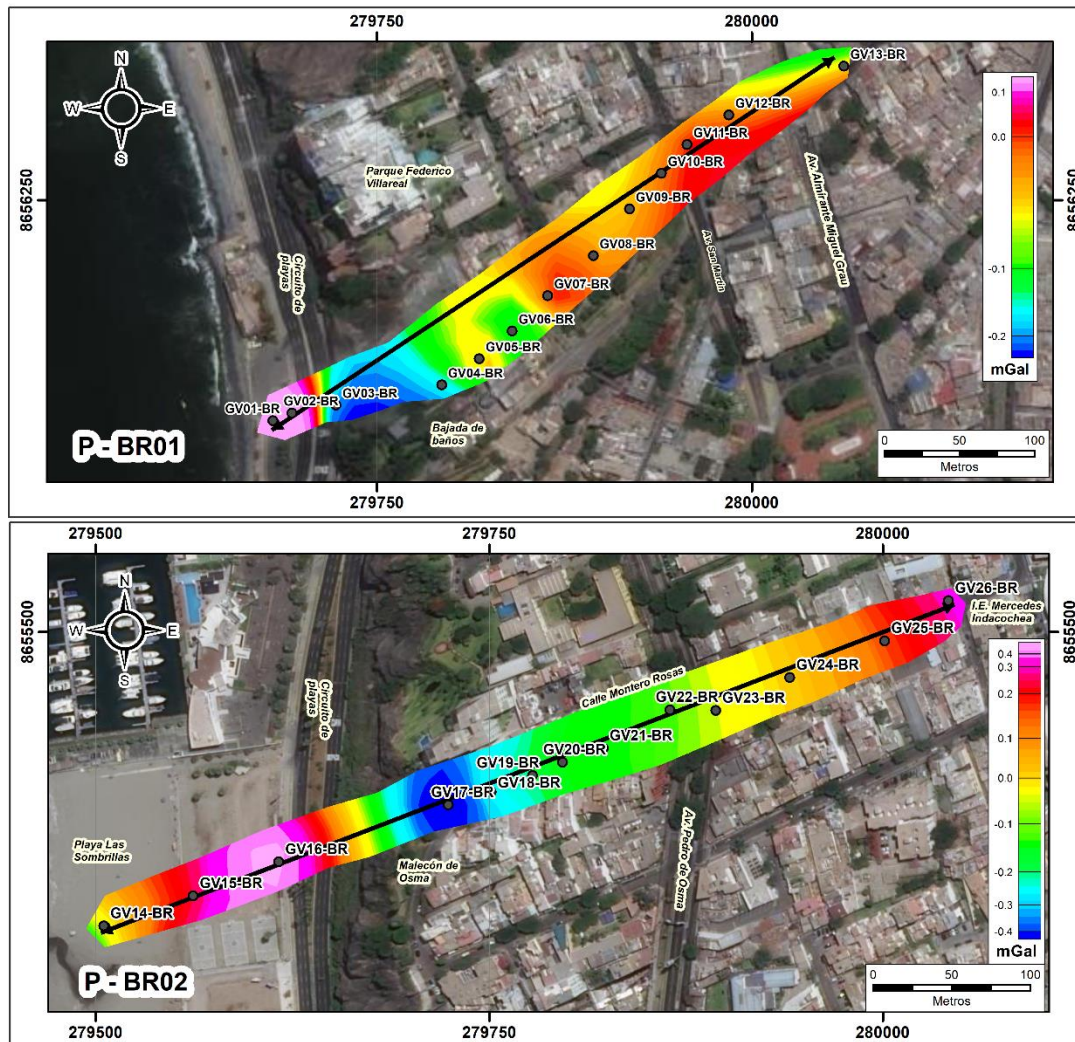 279750
280000
N
W
E
S
GV13-BR
0.1
GV12-BR
GV11-BR
0.0
Parque Federico
Villareal
GV10-BR
8656250
8656250
GV09-BR
Av. Almirante Miguel Grau
Av. San Martín
Circuito de
playas
GV08-BR
-0.1
GV07-BR
GV06-BR
GV05-BR
-0.2
GV04-BR
mGal
GV03-BR
GV02-BR
GV01-BR
Bajada de
baños
P - BR01
0
50
100
Metros
279750
280000
279500
279750
280000
N
W
E
S
GV26-BR
I.E. Mercedes
Indacochea
8655500
8655500
GV25-BR
0.4
0.3
GV24-BR
0.2
Calle Montero Rosas
Circuito de
playas
GV22-BR
GV23-BR
0.1
GV21-BR
GV20-BR
0.0
GV19-BR
GV18-BR
-0.1
GV17-BR
-0.2
Playa Las
Sombrillas
GV16-BR
Malecón de
Osma
Av. Pedro de Osma
-0.3
GV15-BR
-0.4
mGal
GV14-BR
P - BR02
0
50
100
Metros
279500
279750
280000